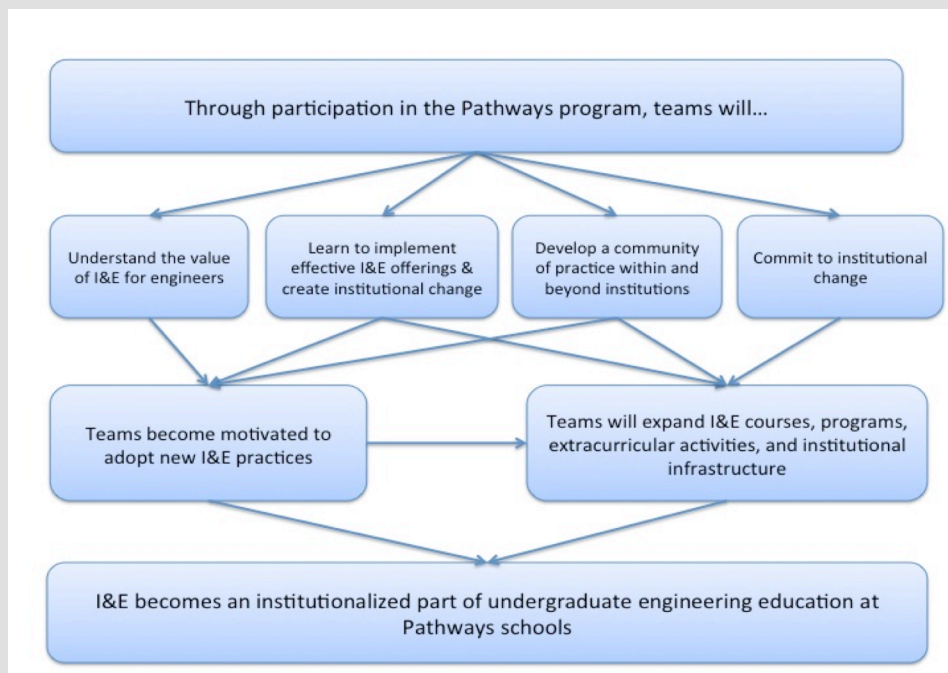 Through participation in the Pathways program, teams will...
Understand the value
of I&E for engineers
Learn to implement
effective I&E offerings &
create institutional change
Develop a community
of practice within and
beyond institutions
Commit to institutional
change
Teams become motivated to
adopt new I&E practices
Teams will expand I&E courses, programs,
extracurricular activities, and institutional
infrastructure
I&E becomes an institutionalized part of undergraduate engineering education at
Pathways schools